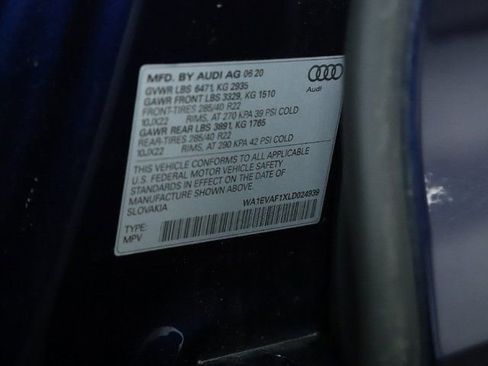 MFD. BY AUDI AG 06 20
GVWR LBS 6471, KG 2935
GAWR FRONT LBS 3329, KG 1510
FRONT-TIRES 285/40 R22
10JX22 RIMS, AT 270 KPA 39 PSI COLD
GAWR REAR LBS 3891, KG 1765
REAR-TIRES 285/40 R22
10JX22 RIMS, AT 290 KPA 42 PSI COLD
THIS VEHICLE CONFORMS TO ALL APPLICABLE
U.S. FEDERAL MOTOR VEHICLE SAFETY
STANDARDS IN EFFECT ON THE DATE OF
MANUFACTURE SHOWN ABOVE.
SLOVAKIA
WA1EVAF1XLD024939
TYPE:
MPV
Audi